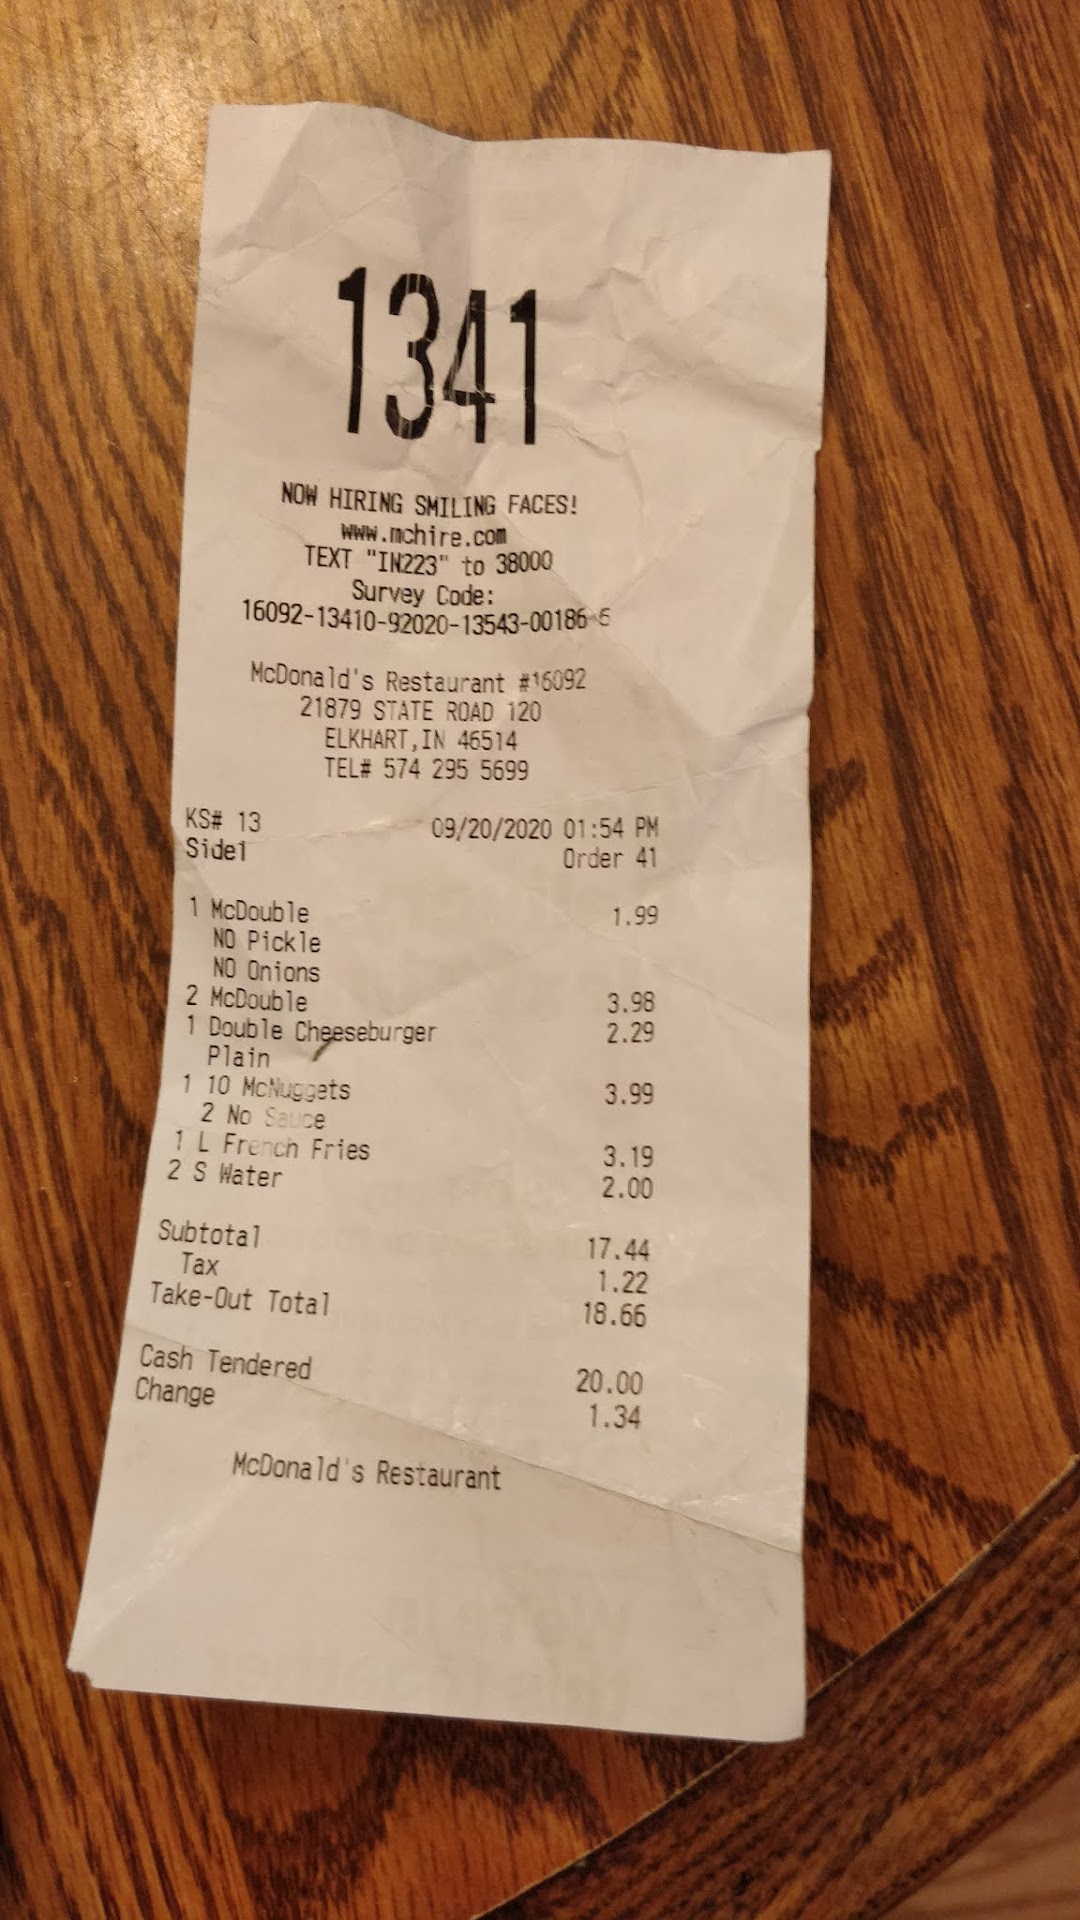 1341
NOW HIRING SMILING FACES!
www.mchire.com
TEXT "IN223" to 38000
Survey Code:
16092-13410-92020-13543-00186-5
McDonald's Restaurant #16092
21879 STATE ROAD 120
ELKHART,IN 46514
TEL# 574 295 5699
KS# 13 09/20/2020 01:54 PM
Side1 Order 41
1 McDouble 1.99
NO Pickle
NO Onions
2 McDouble 3.98
1 Double Cheeseburger 2.29
Plain
1 10 McNuggets 3.99
2 No Sauce
1 L French Fries 3.19
2 S Water 2.00
Subtotal 17.44
Tax 1.22
Take-Out Total 18.66
Cash Tendered 20.00
Change 1.34
McDonald's Restaurant